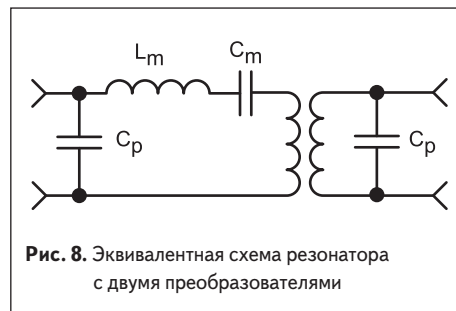 Lm
Cm
Cp
Cp
Рис. 8. Эквивалентная схема резонатора
с двумя преобразователями